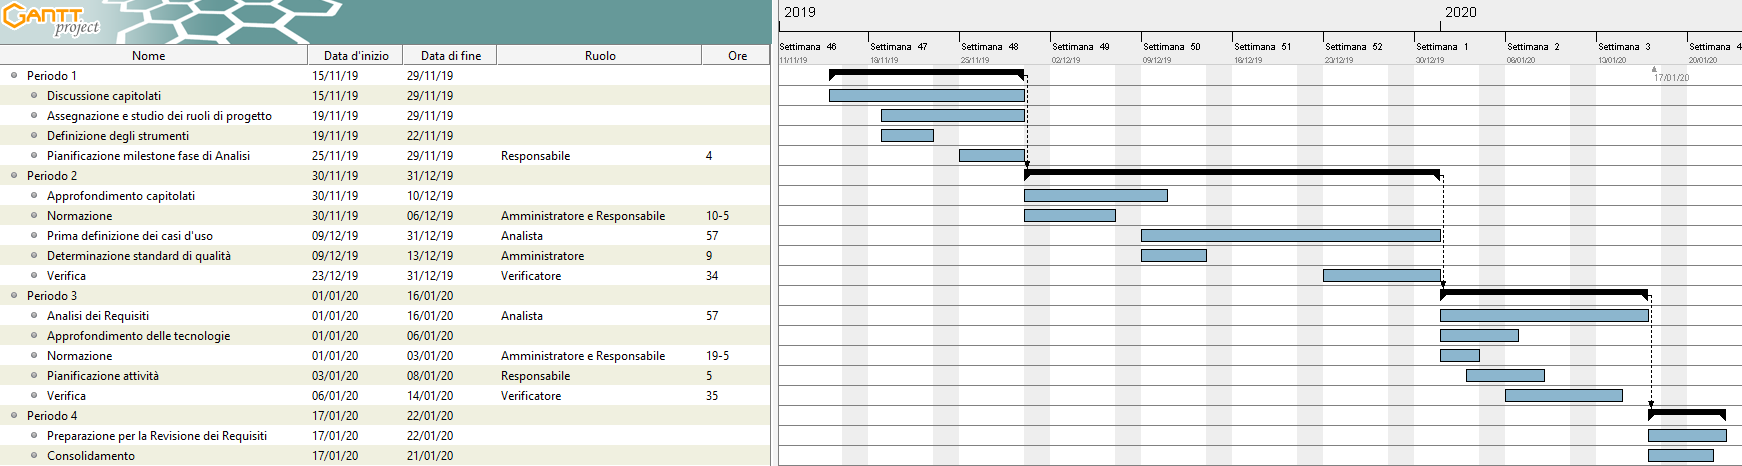 GANTT
project
2019 2020
Settimana 46 Settimana 47 Settimana 48 Settimana 49 Settimana 50 Settimana 51 Settimana 52 Settimana 1 Settimana 2 Settimana 3 Settimana 4
11/11/19 18/11/19 25/11/19 02/12/19 09/12/19 16/12/19 23/12/19 30/12/19 06/01/20 13/01/20 20/01/20
17/01/20
Nome Data d'inizio Data di fine Ruolo Ore
Periodo 1 15/11/19 29/11/19
Discussione capitolati 15/11/19 29/11/19
Assegnazione e studio dei ruoli di progetto 19/11/19 29/11/19
Definizione degli strumenti 19/11/19 22/11/19
Pianificazione milestone fase di Analisi 25/11/19 29/11/19 Responsabile 4
Periodo 2 30/11/19 31/12/19
Approfondimento capitolati 30/11/19 10/12/19
Normazione 30/11/19 06/12/19 Amministratore e Responsabile 10-5
Prima definizione dei casi d'uso 09/12/19 31/12/19 Analista 57
Determinazione standard di qualità 09/12/19 13/12/19 Amministratore 9
Verifica 23/12/19 31/12/19 Verificatore 34
Periodo 3 01/01/20 16/01/20
Analisi dei Requisiti 01/01/20 16/01/20 Analista 57
Approfondimento delle tecnologie 01/01/20 06/01/20
Normazione 01/01/20 03/01/20 Amministratore e Responsabile 19-5
Pianificazione attività 03/01/20 08/01/20 Responsabile 5
Verifica 06/01/20 14/01/20 Verificatore 35
Periodo 4 17/01/20 22/01/20
Preparazione per la Revisione dei Requisiti 17/01/20 22/01/20
Consolidamento 17/01/20 21/01/20